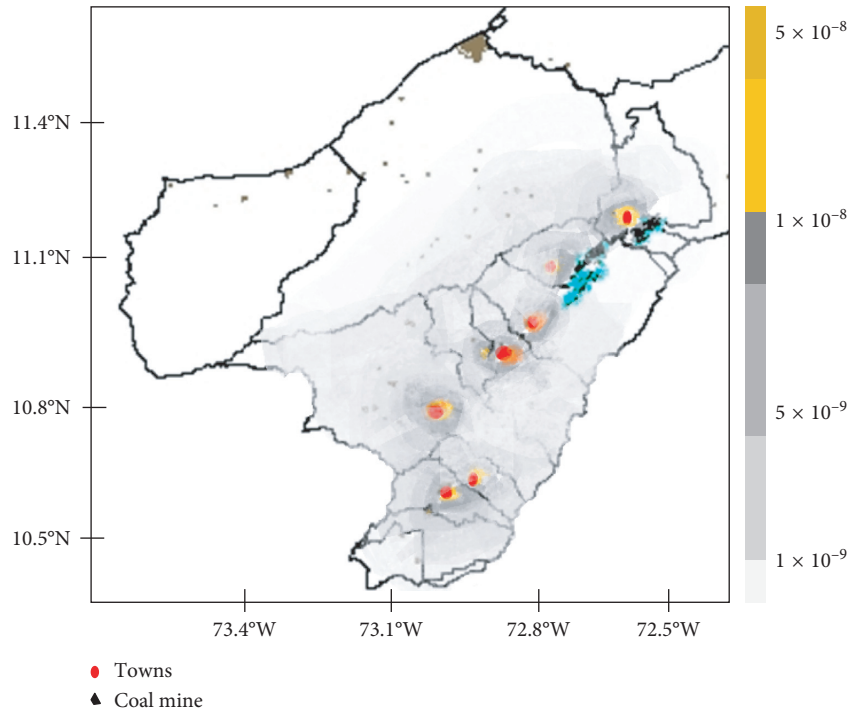 5 × 10⁻⁸
11.4°N
1 × 10⁻⁸
11.1°N
10.8°N
5 × 10⁻⁹
10.5°N
1 × 10⁻⁹
73.4°W 73.1°W 72.8°W 72.5°W
Towns
Coal mine